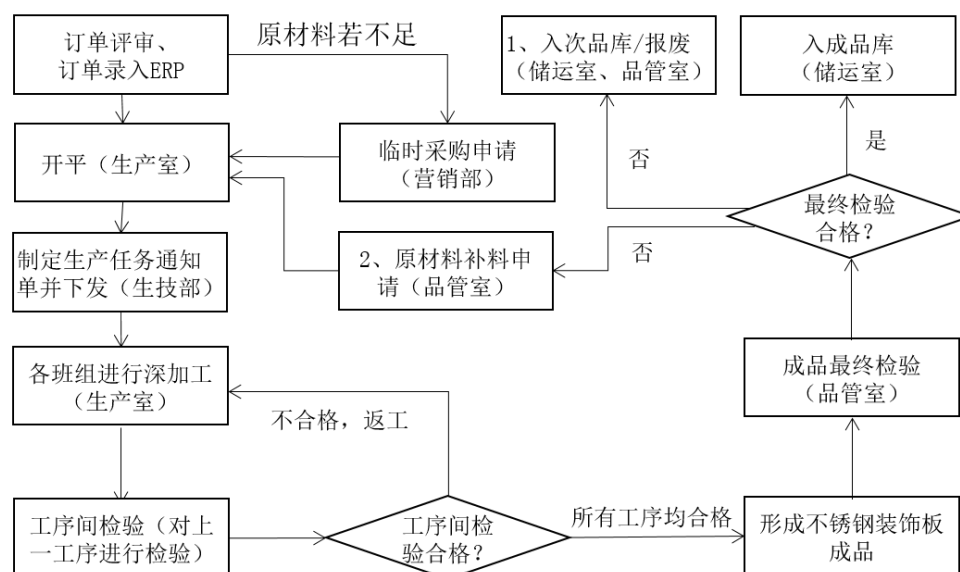 订单评审、
订单录入ERP
原材料若不足
1、入次品库/报废
（储运室、品管室）
入成品库
（储运室）
开平（生产室）
临时采购申请
（营销部）
否
是
最终检验
合格？
制定生产任务通知
单并下发（生技部）
2、原材料补料申
请（品管室）
否
各班组进行深加工
（生产室）
不合格，返工
成品最终检验
（品管室）
工序间检验（对上
一工序进行检验）
工序间检
验合格？
所有工序均合格
形成不锈钢装饰板
成品